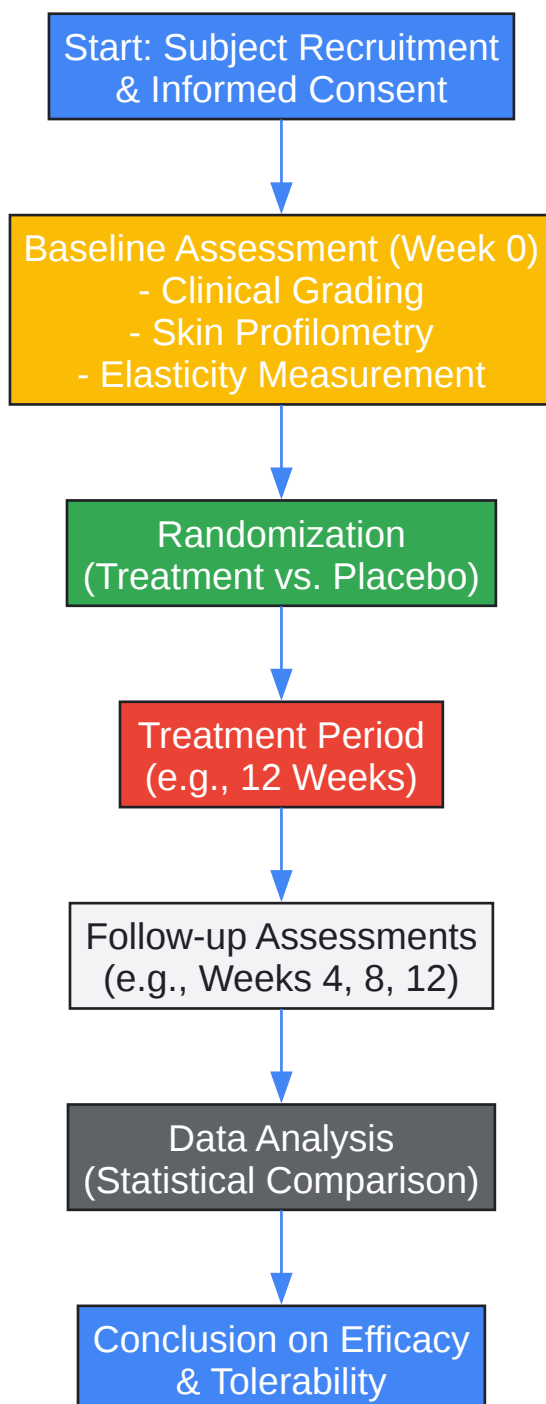 Start: Subject Recruitment
& Informed Consent
Baseline Assessment (Week 0)
- Clinical Grading
- Skin Profilometry
- Elasticity Measurement
Randomization
(Treatment vs. Placebo)
Treatment Period
(e.g., 12 Weeks)
Follow-up Assessments
(e.g., Weeks 4, 8, 12)
Data Analysis
(Statistical Comparison)
Conclusion on Efficacy
& Tolerability